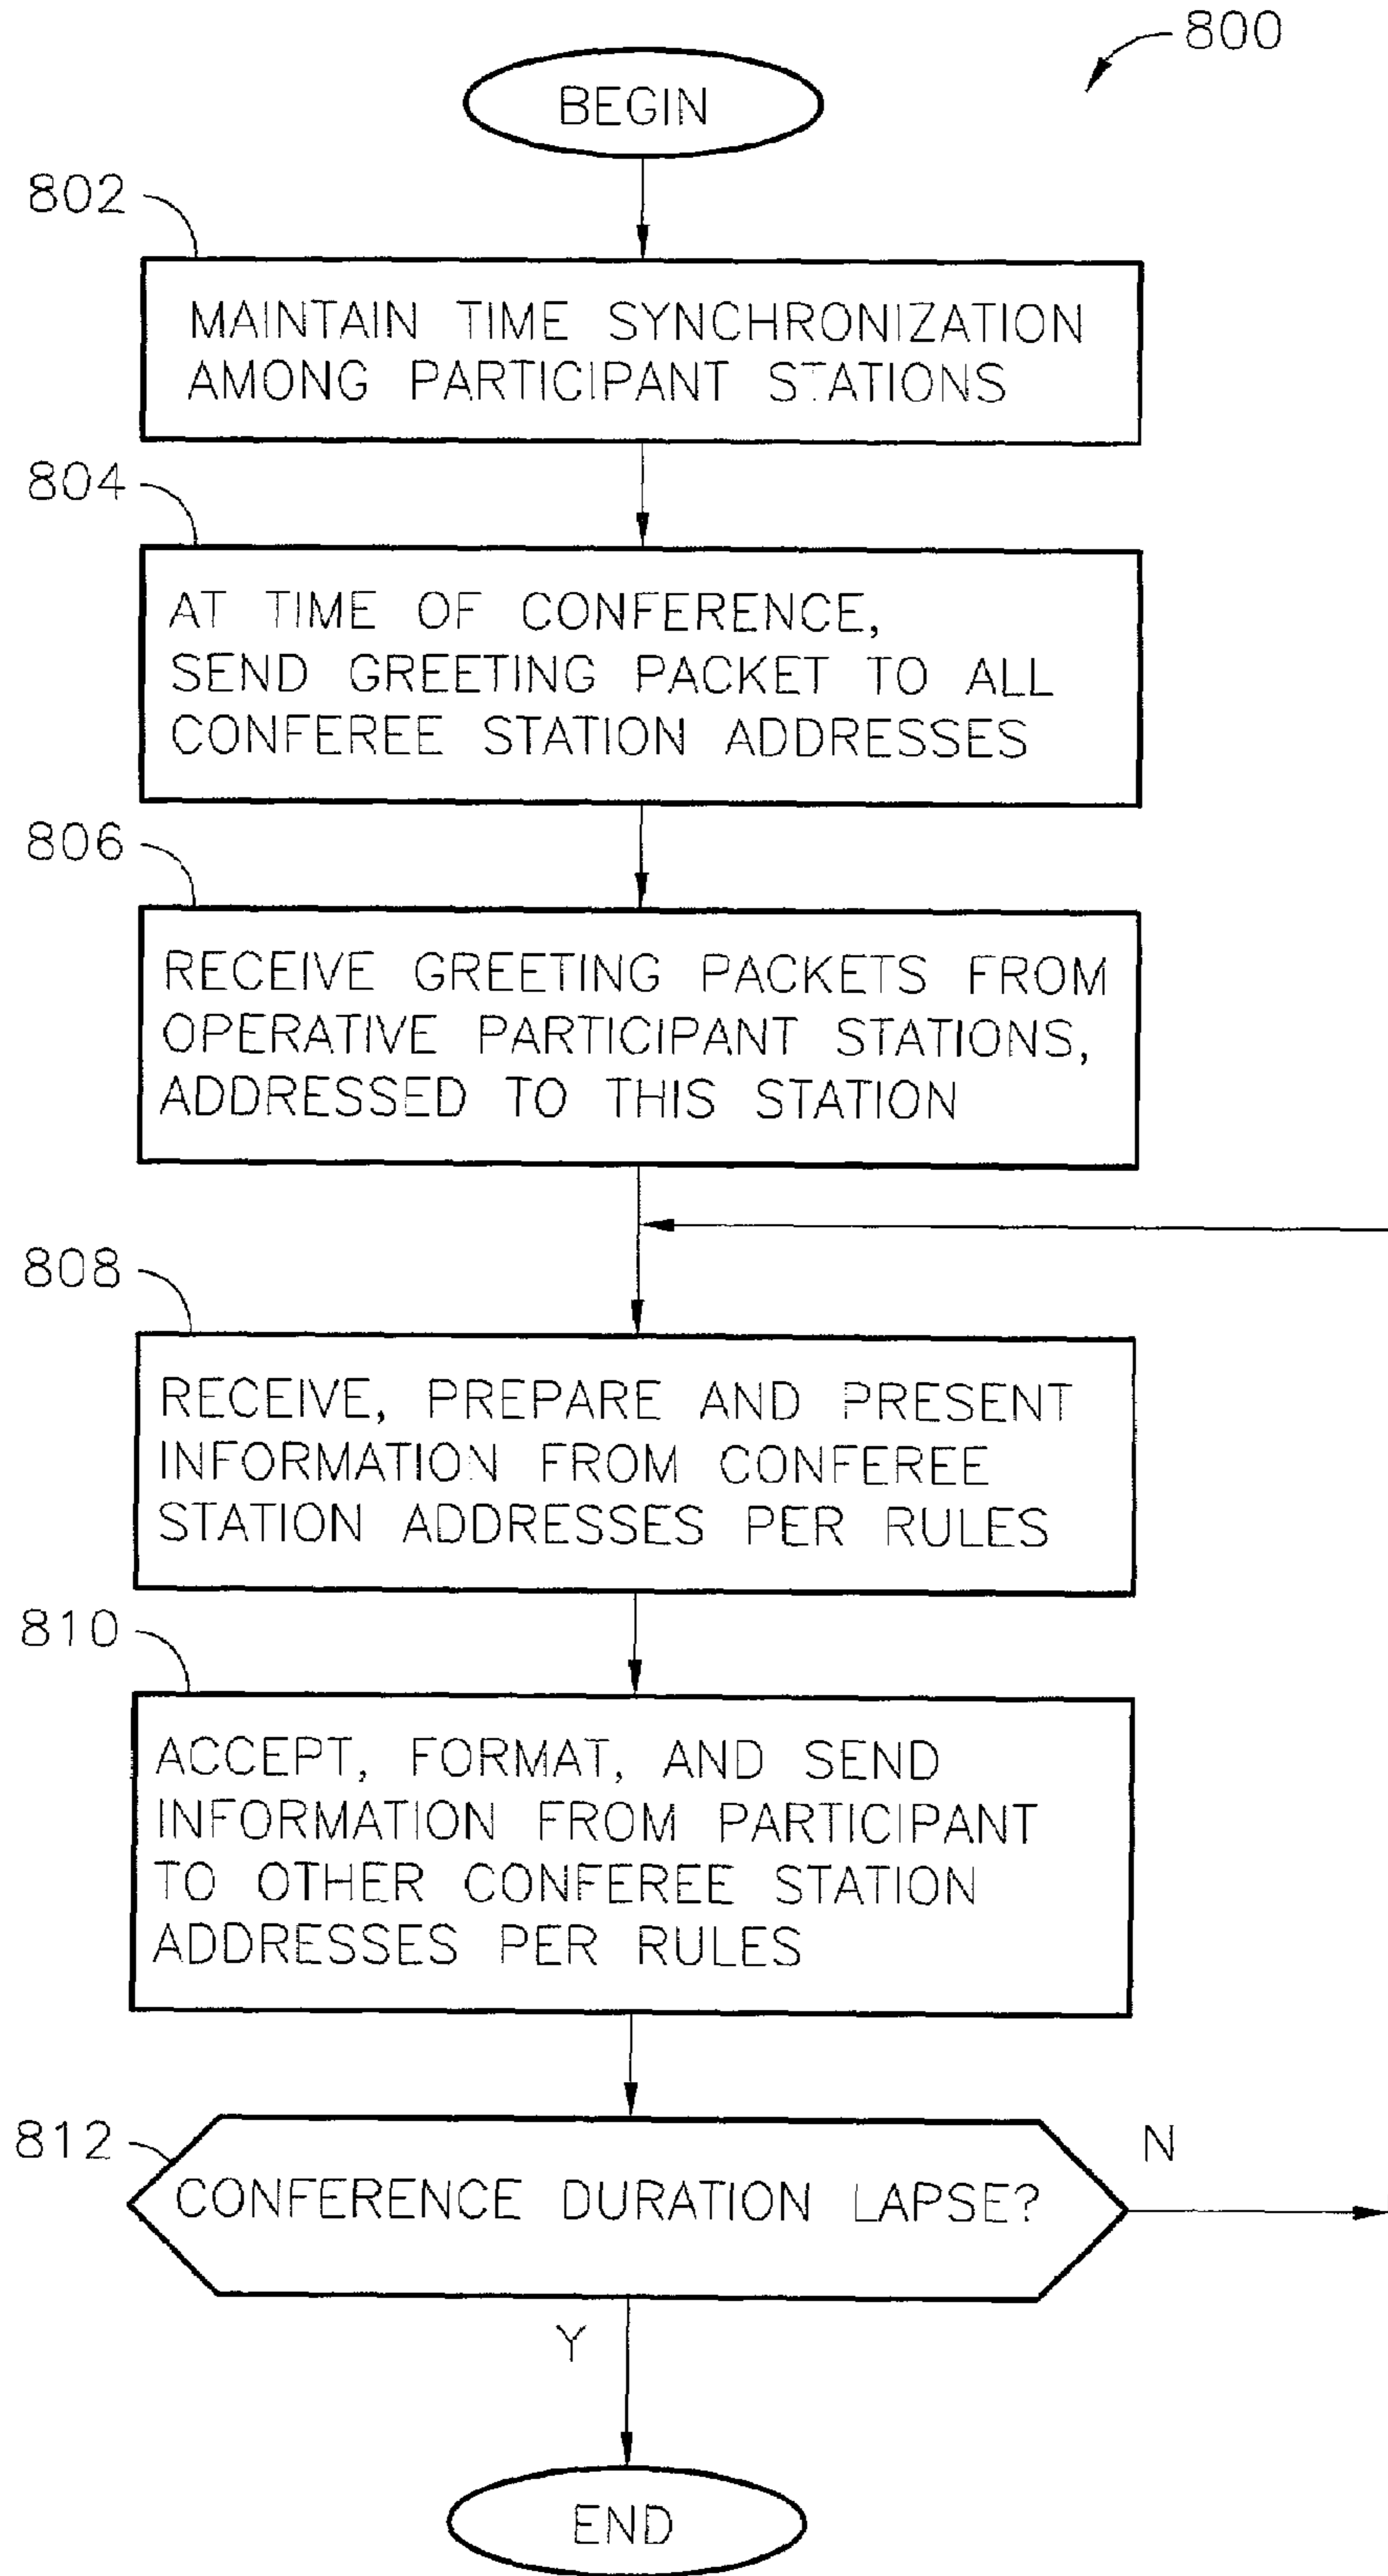 800
BEGIN
802
MAINTAIN TIME SYNCHRONIZATION
AMONG PARTICIPANT STATIONS
804
AT TIME OF CONFERENCE,
SEND GREETING PACKET TO ALL
CONFEREE STATION ADDRESSES
806
RECEIVE GREETING PACKETS FROM
OPERATIVE PARTICIPANT STATIONS,
ADDRESSED TO THIS STATION
808
RECEIVE, PREPARE AND PRESENT
INFORMATION FROM CONFEREE
STATION ADDRESSES PER RULES
810
ACCEPT, FORMAT, AND SEND
INFORMATION FROM PARTICIPANT
TO OTHER CONFEREE STATION
ADDRESSES PER RULES
812
CONFERENCE DURATION LAPSE?
N
Y
END